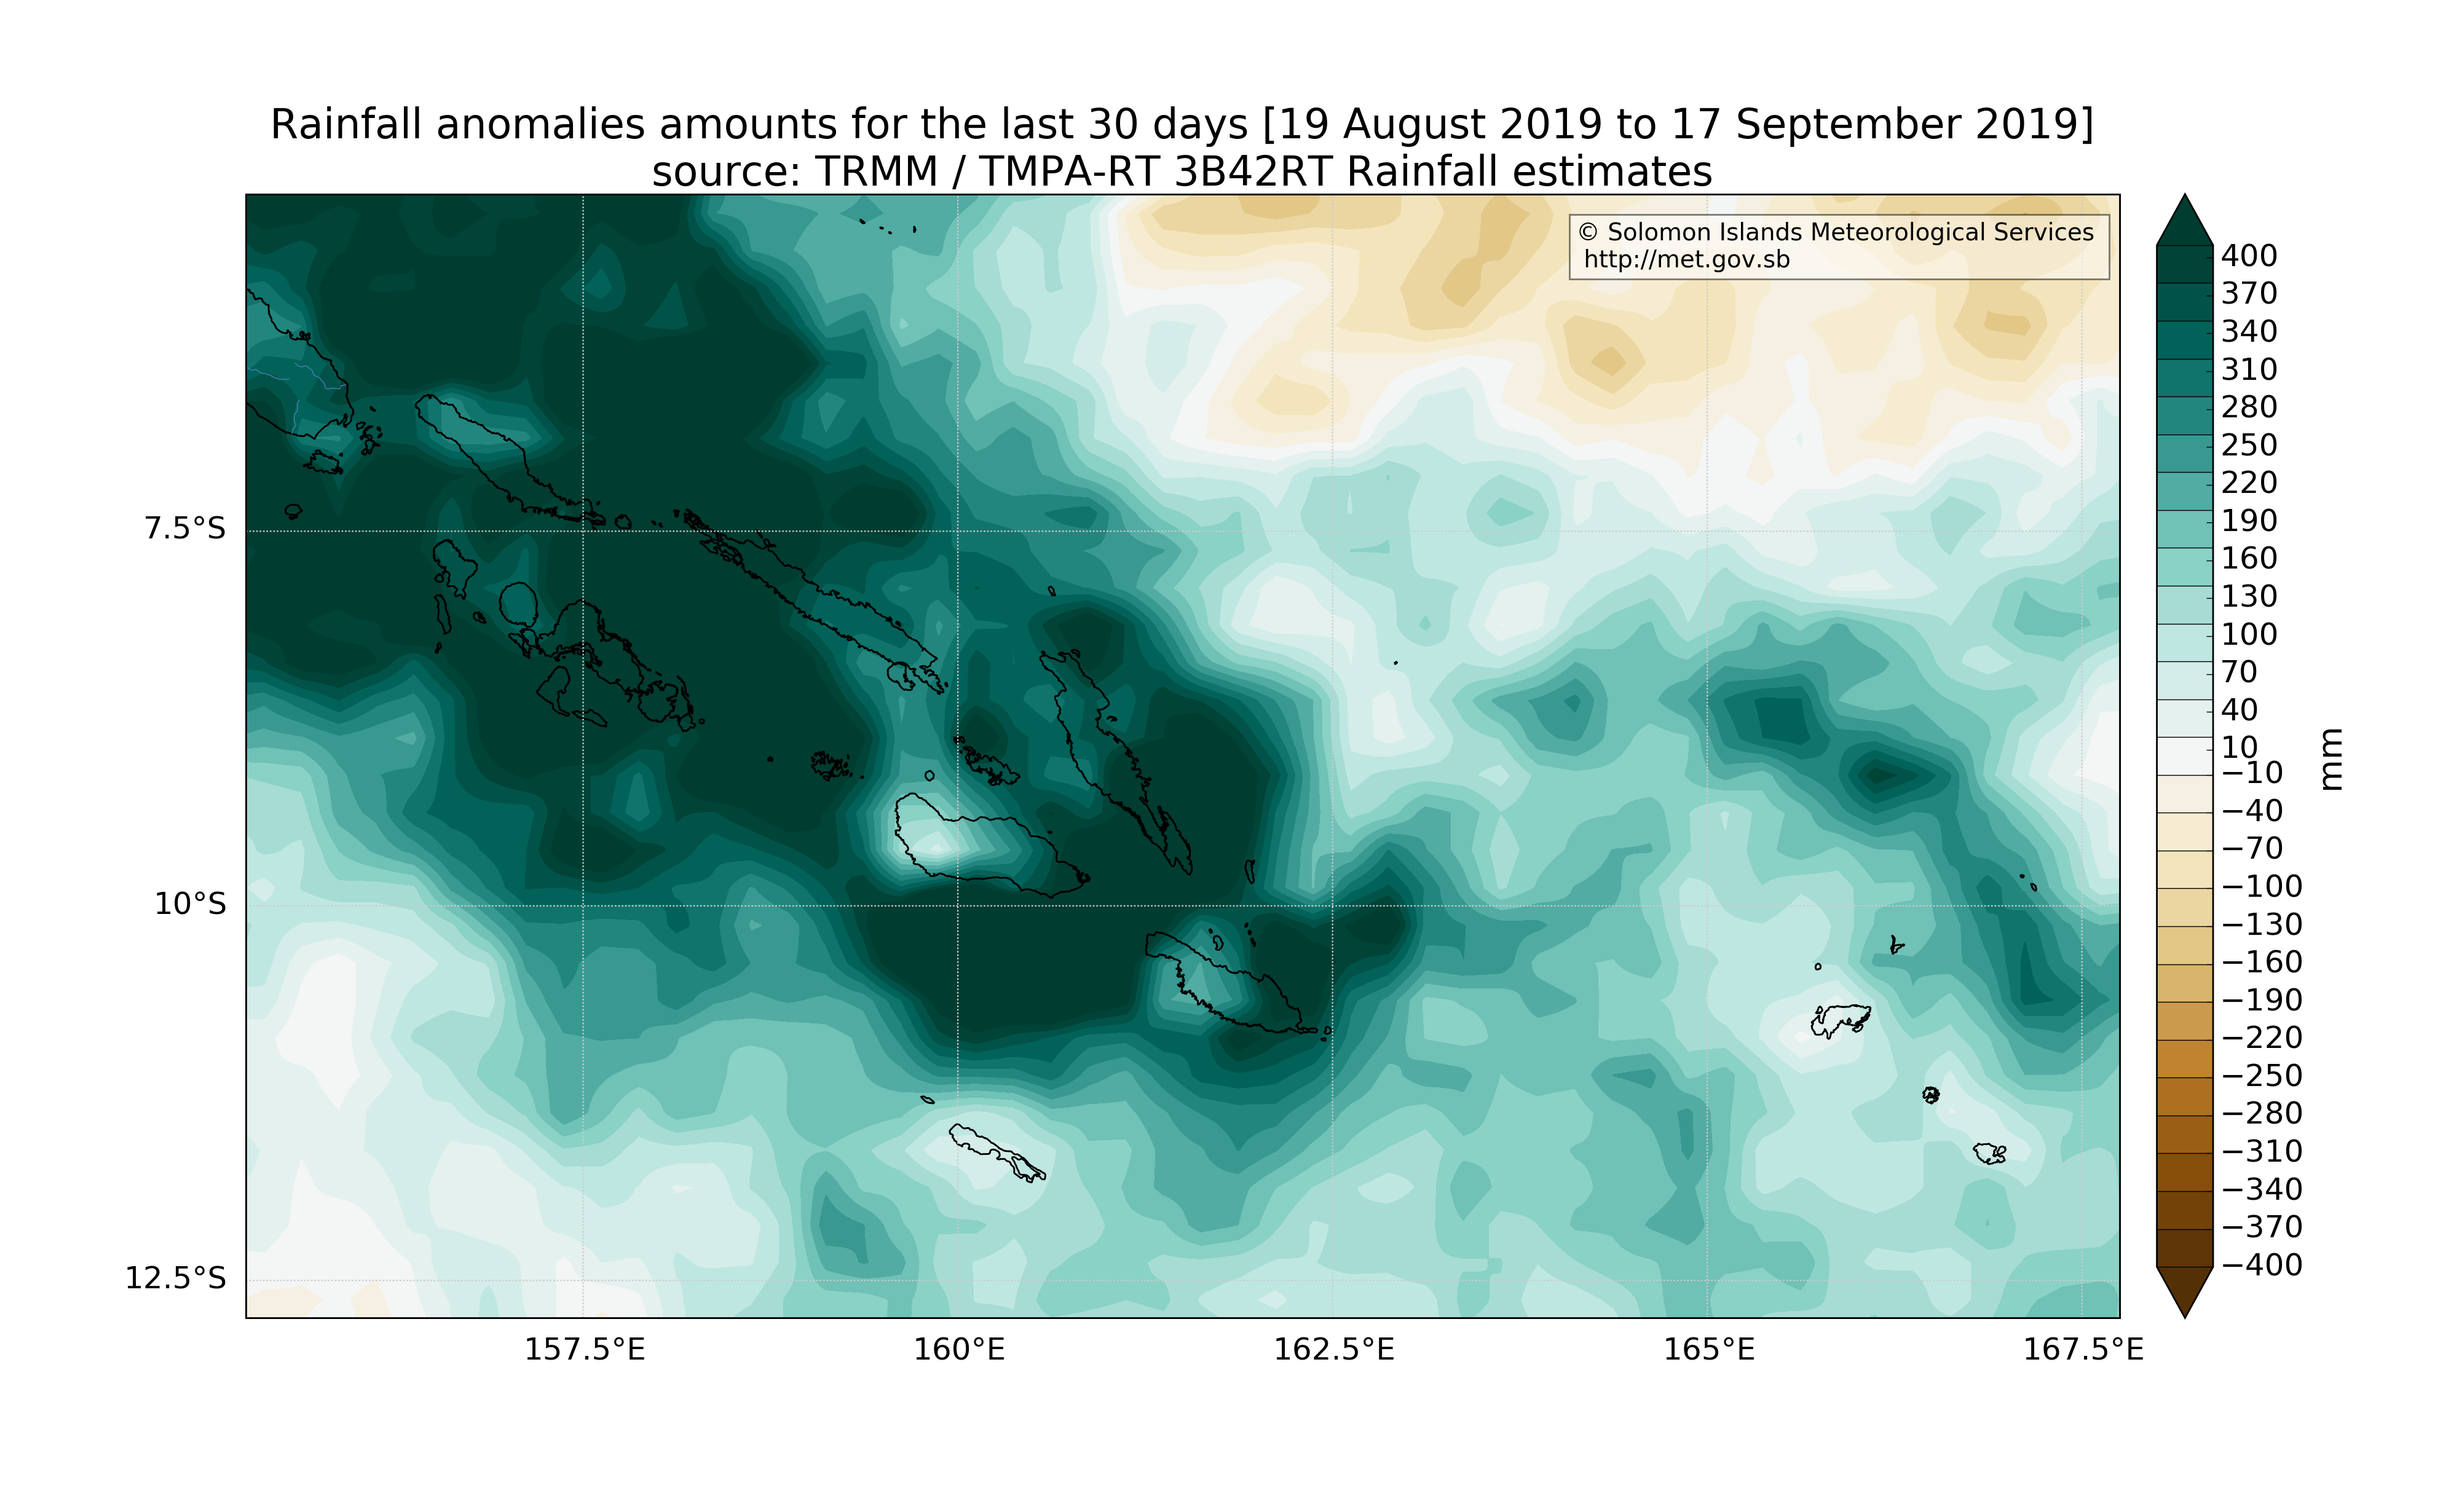 Rainfall anomalies amounts for the last 30 days [19 August 2019 to 17 September 2019]
source: TRMM / TMPA-RT 3B42RT Rainfall estimates
© Solomon Islands Meteorological Services
http://met.gov.sb
7.5°S
10°S
12.5°S
157.5°E
160°E
162.5°E
165°E
167.5°E
400
370
340
310
280
250
220
190
160
130
100
70
40
10
−10
−40
−70
−100
−130
−160
−190
−220
−250
−280
−310
−340
−370
−400
mm